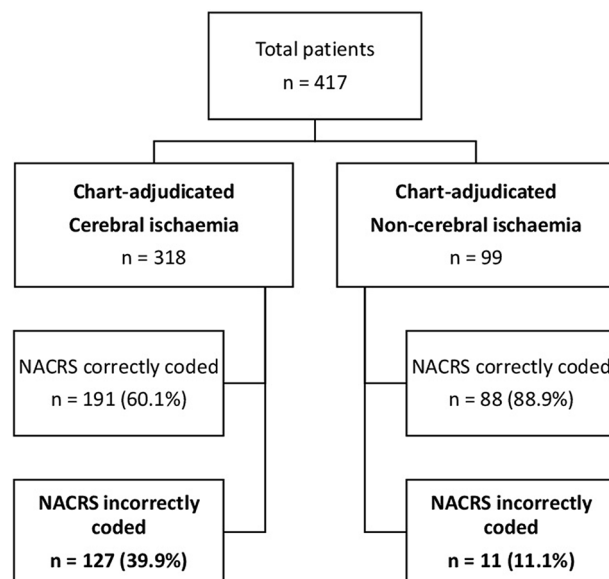 Total patients
n = 417
Chart-adjudicated
Cerebral ischaemia
n = 318
Chart-adjudicated
Non-cerebral ischaemia
n = 99
NACRS correctly coded
n = 191 (60.1%)
NACRS correctly coded
n = 88 (88.9%)
NACRS incorrectly
coded
n = 127 (39.9%)
NACRS incorrectly
coded
n = 11 (11.1%)